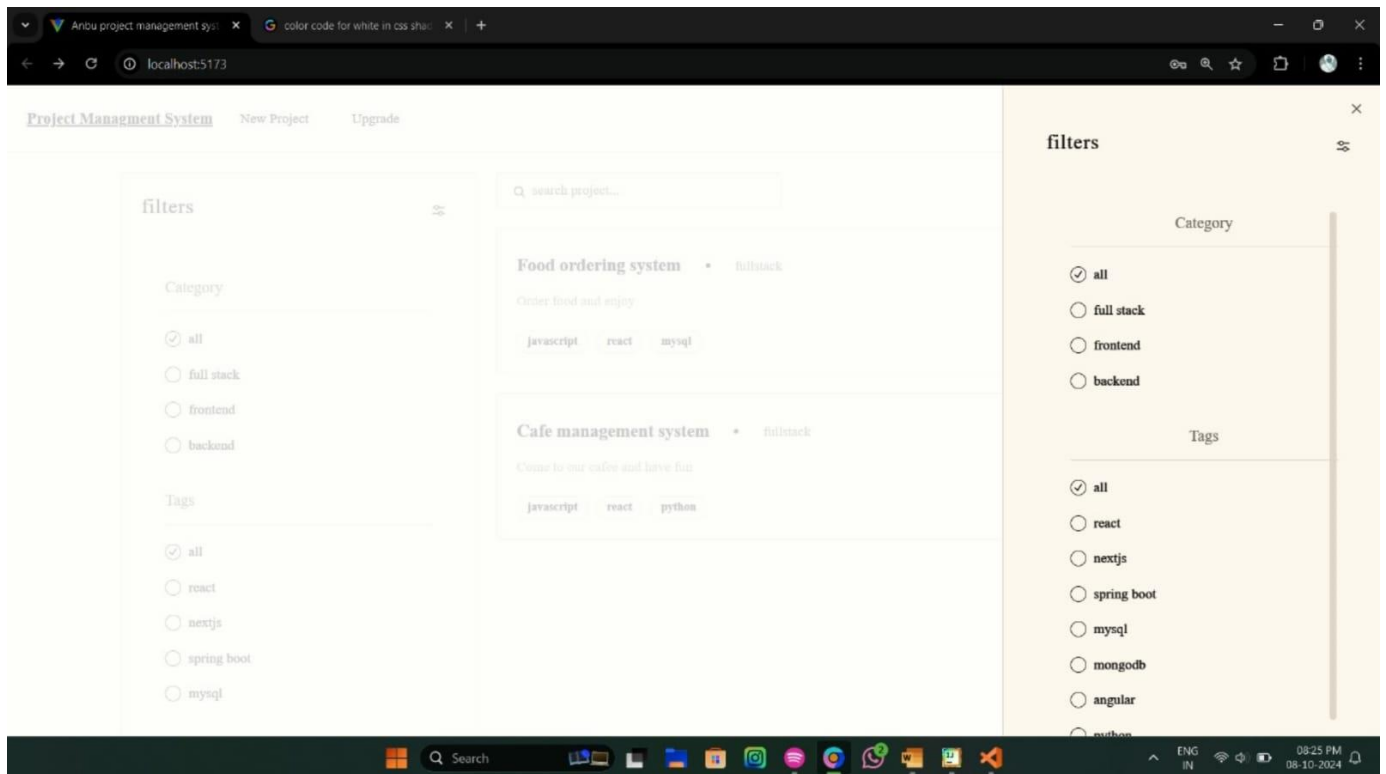 Anbu project management syst
color code for white in css shad
localhost:5173
Project Managment System New Project Upgrade
filters
Category
all
full stack
frontend
backend
Tags
all
react
nextjs
spring boot
mysql
search project...
Food ordering system • fullstack
Order food and enjoy
javascript react mysql
Cafe management system • fullstack
Come to our cafee and have fun
javascript react python
filters
Category
all
full stack
frontend
backend
Tags
all
react
nextjs
spring boot
mysql
mongodb
angular
python
Search
2
ENG
IN
08:25 PM
08-10-2024